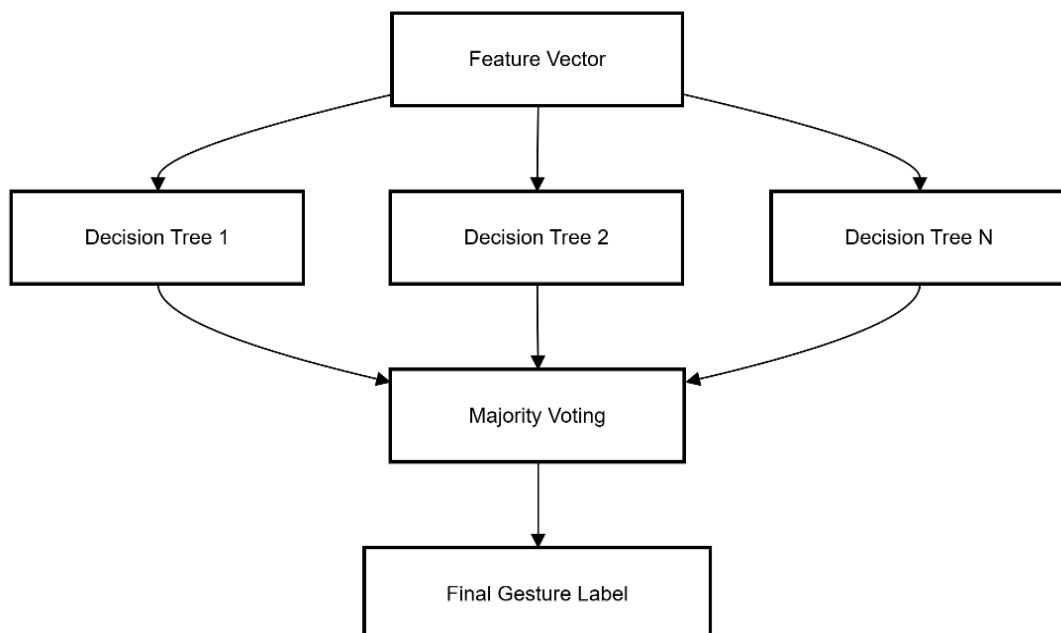 Feature Vector
Decision Tree 1
Decision Tree 2
Decision Tree N
Majority Voting
Final Gesture Label